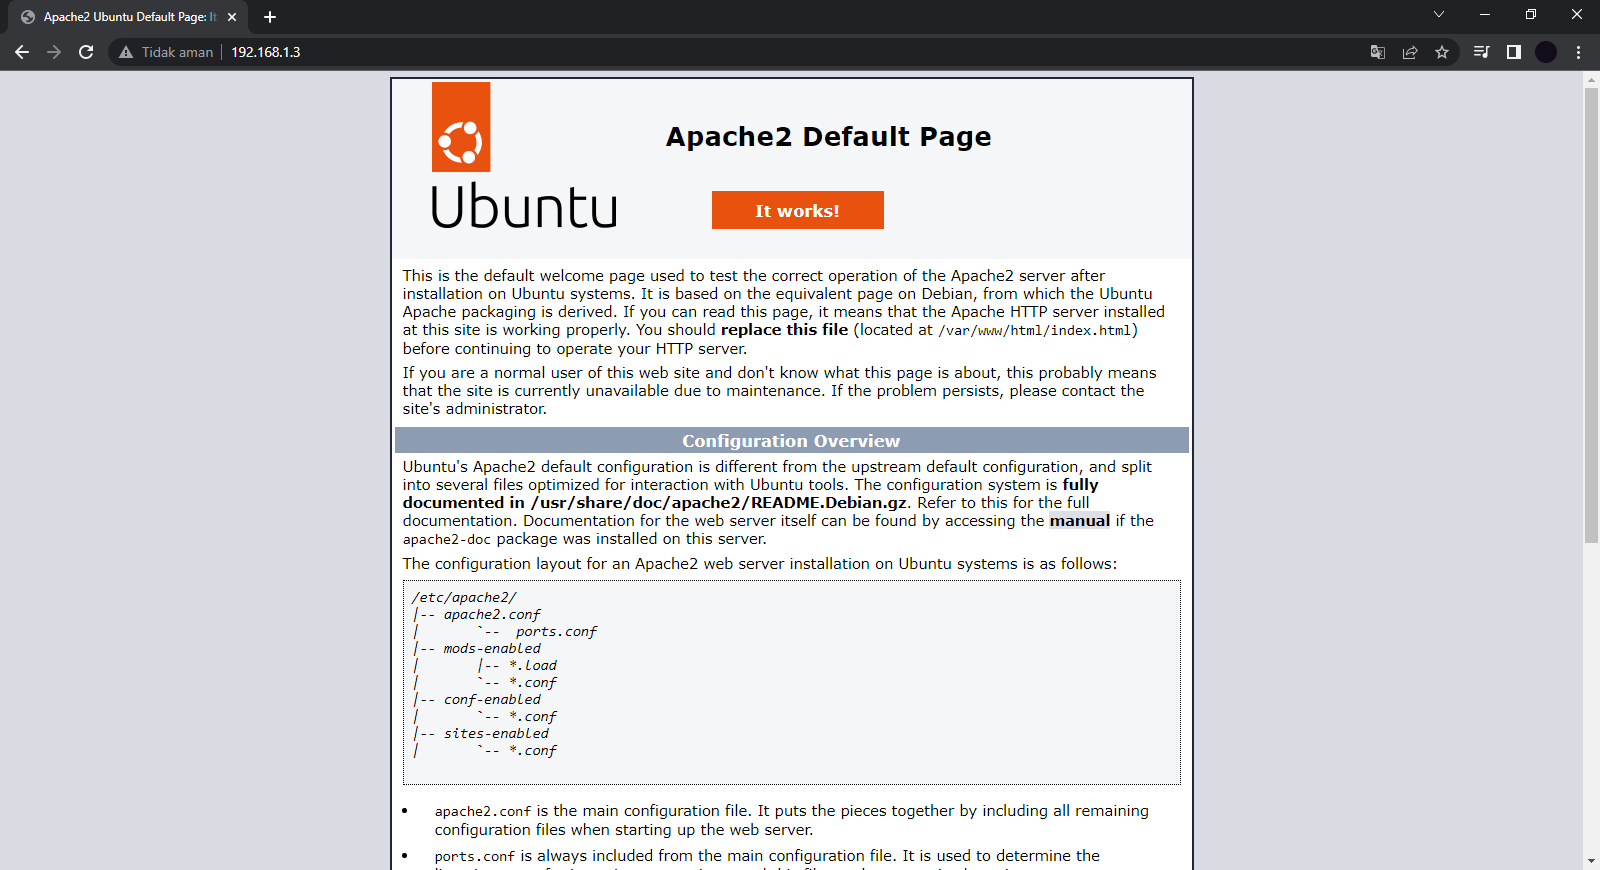 Apache2 Ubuntu Default Page: It
Tidak aman
192.168.1.3
Apache2 Default Page
Ubuntu
It works!
This is the default welcome page used to test the correct operation of the Apache2 server after
installation on Ubuntu systems. It is based on the equivalent page on Debian, from which the Ubuntu
Apache packaging is derived. If you can read this page, it means that the Apache HTTP server installed
at this site is working properly. You should replace this file (located at /var/www/html/index.html)
before continuing to operate your HTTP server.
If you are a normal user of this web site and don't know what this page is about, this probably means
that the site is currently unavailable due to maintenance. If the problem persists, please contact the
site's administrator.
Configuration Overview
Ubuntu's Apache2 default configuration is different from the upstream default configuration, and split
into several files optimized for interaction with Ubuntu tools. The configuration system is fully
documented in /usr/share/doc/apache2/README.Debian.gz. Refer to this for the full
documentation. Documentation for the web server itself can be found by accessing the manual if the
apache2-doc package was installed on this server.
The configuration layout for an Apache2 web server installation on Ubuntu systems is as follows:
/etc/apache2/
|-- apache2.conf
|       `--  ports.conf
|-- mods-enabled
|       |-- *.load
|       `-- *.conf
|-- conf-enabled
|       `-- *.conf
|-- sites-enabled
|       `-- *.conf
• apache2.conf is the main configuration file. It puts the pieces together by including all remaining
configuration files when starting up the web server.
• ports.conf is always included from the main configuration file. It is used to determine the